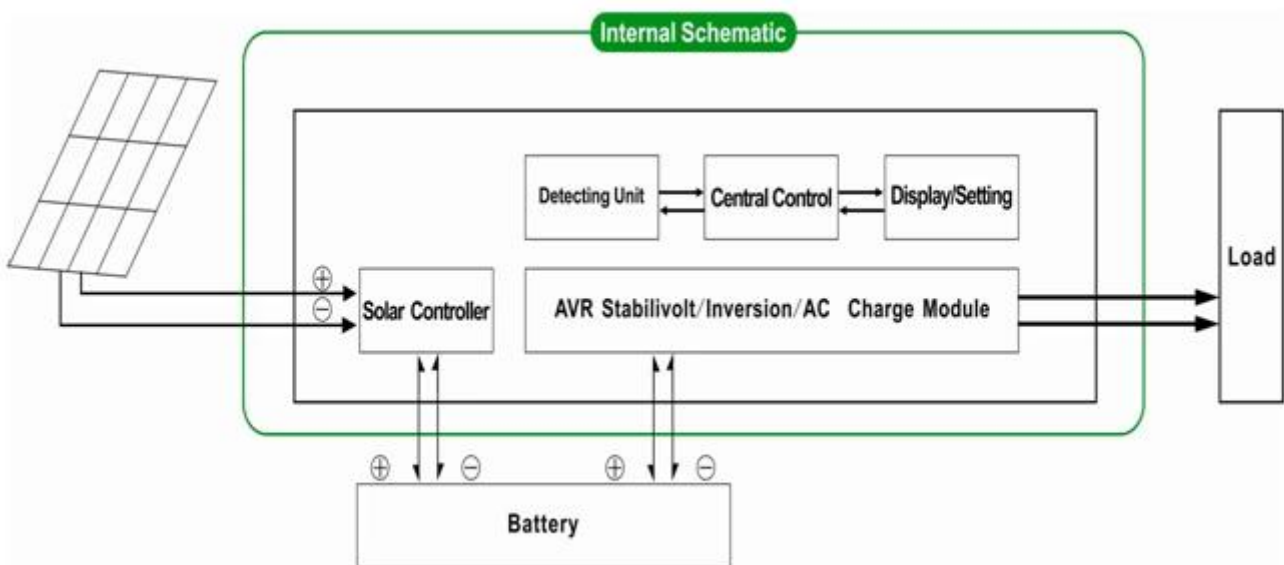 Internal Schematic
Detecting Unit
Central Control
Display/Setting
⊕
⊖
Solar Controller
AVR Stabilivolt/Inversion/AC Charge Module
Load
⊕ ⊖ ⊕ ⊖
Battery